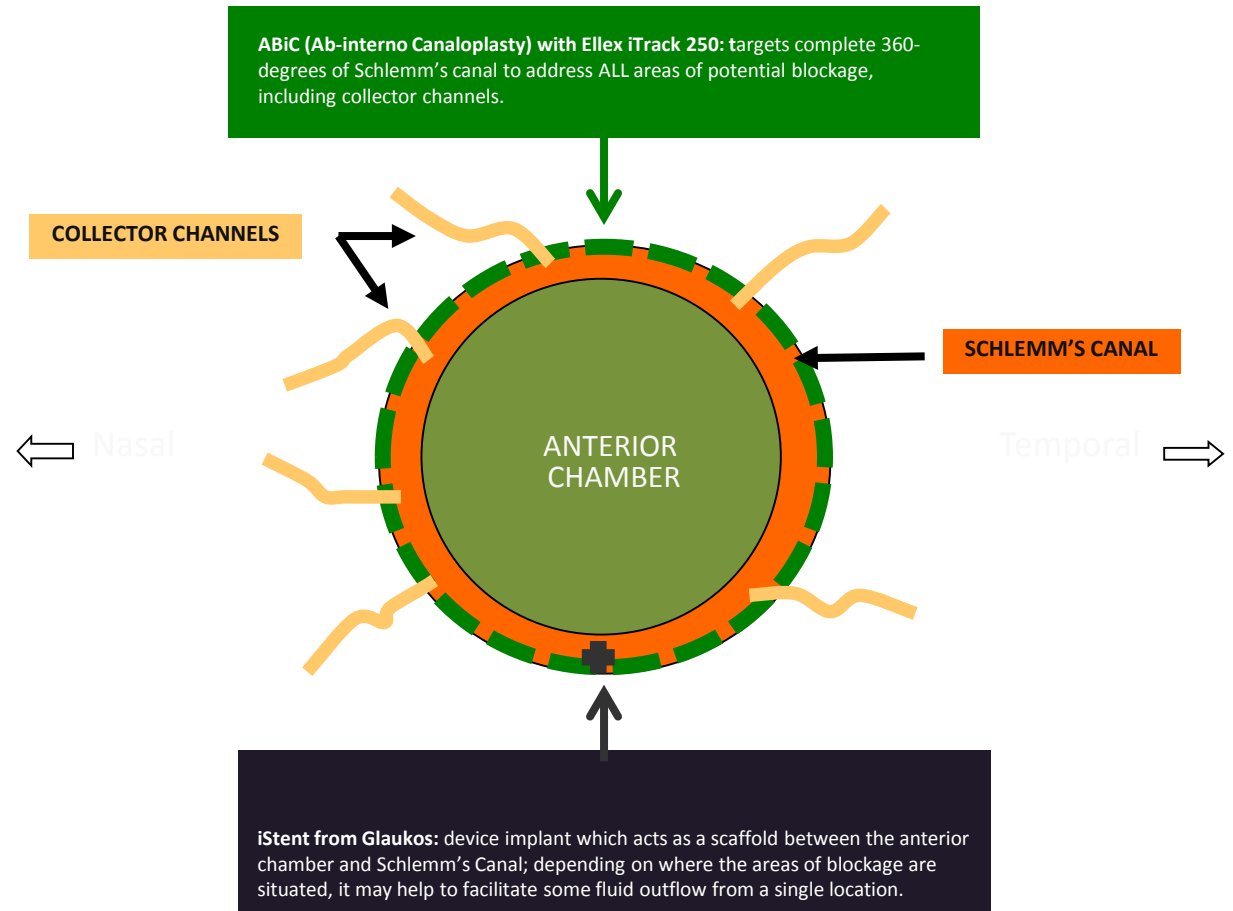 ABiC (Ab-interno Canaloplasty) with Ellex iTrack 250: targets complete 360-
degrees of Schlemm’s canal to address ALL areas of potential blockage,
including collector channels.
COLLECTOR CHANNELS
SCHLEMM’S CANAL
Nasal
ANTERIOR
CHAMBER
Temporal
iStent from Glaukos: device implant which acts as a scaffold between the anterior
chamber and Schlemm’s Canal; depending on where the areas of blockage are
situated, it may help to facilitate some fluid outflow from a single location.